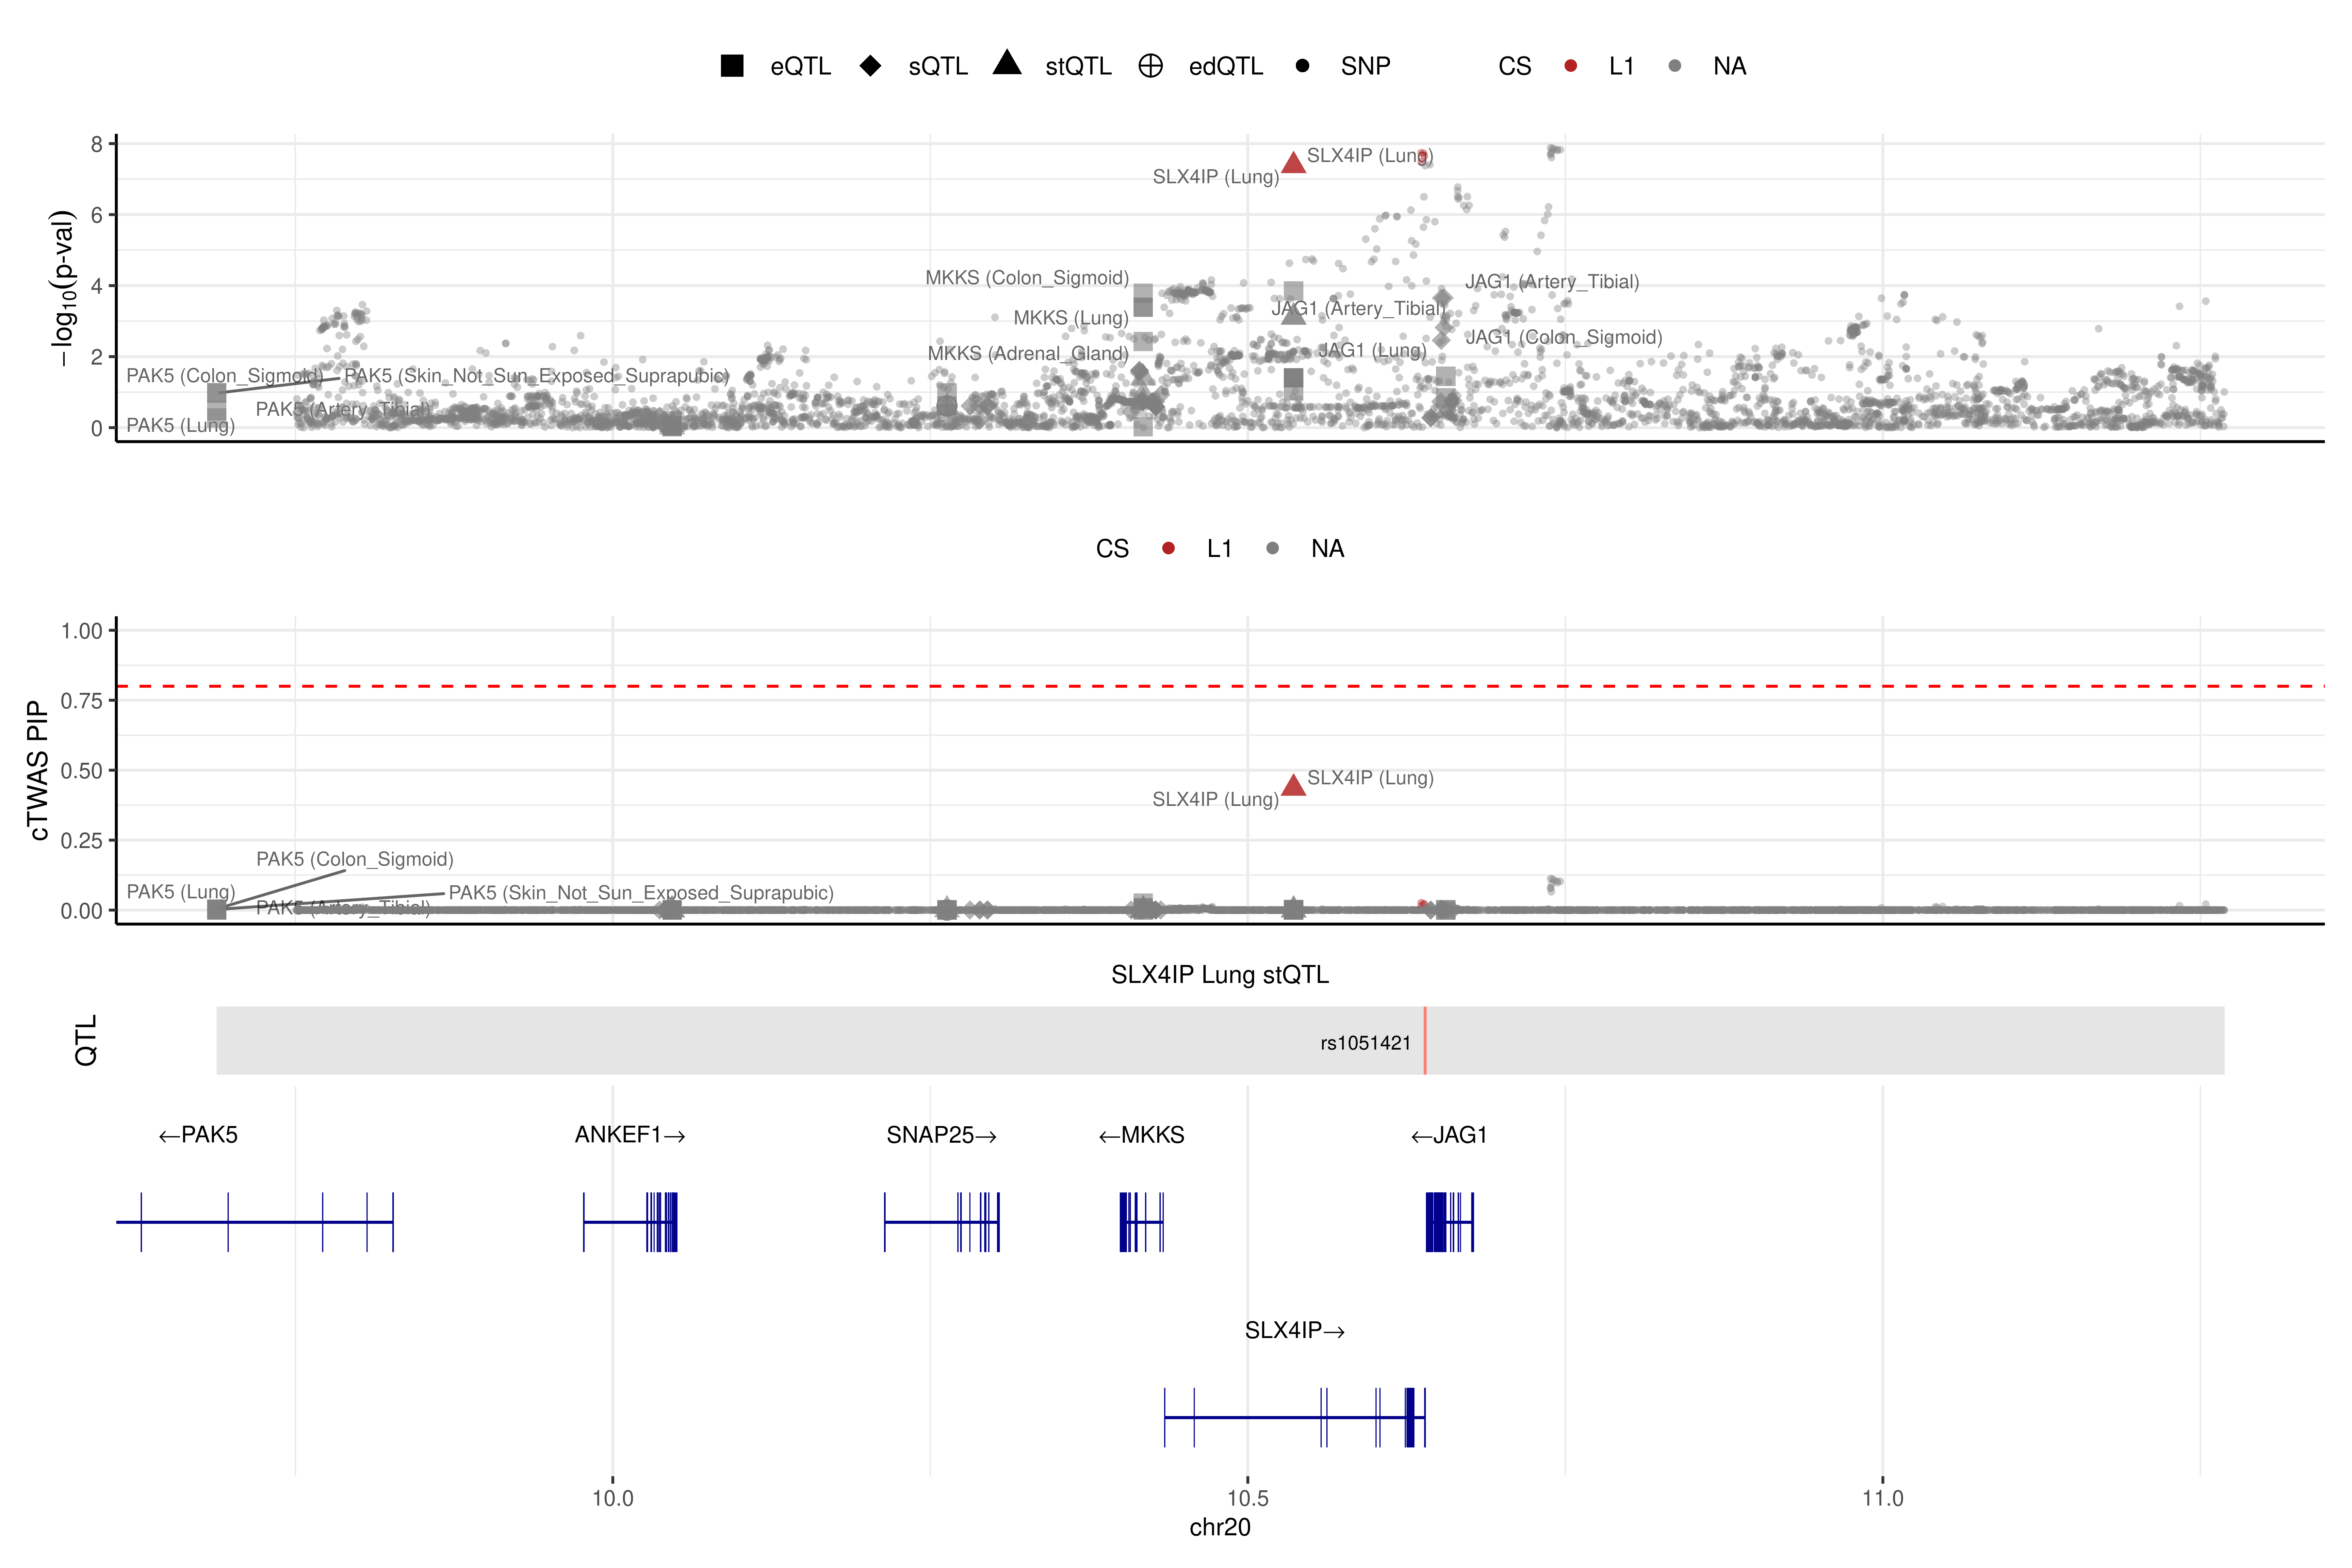 eQTL sQTL stQTL edQTL SNP CS L1 NA
8
6
4
2
0
−log10(p-val)
SLX4IP (Lung)
SLX4IP (Lung)
MKKS (Colon_Sigmoid)
JAG1 (Artery_Tibial)
JAG1 (Artery_Tibial)
MKKS (Lung)
JAG1 (Colon_Sigmoid)
MKKS (Adrenal_Gland)
JAG1 (Lung)
PAK5 (Colon_Sigmoid)
PAK5 (Skin_Not_Sun_Exposed_Suprapubic)
PAK5 (Artery_Tibial)
PAK5 (Lung)
CS L1 NA
1.00
0.75
0.50
0.25
0.00
cTWAS PIP
SLX4IP (Lung)
SLX4IP (Lung)
PAK5 (Colon_Sigmoid)
PAK5 (Lung)
PAK5 (Skin_Not_Sun_Exposed_Suprapubic)
PAK5 (Artery_Tibial)
SLX4IP Lung stQTL
QTL
rs1051421
←PAK5
ANKEF1→
SNAP25→
←MKKS
←JAG1
SLX4IP→
10.0 10.5 11.0
chr20